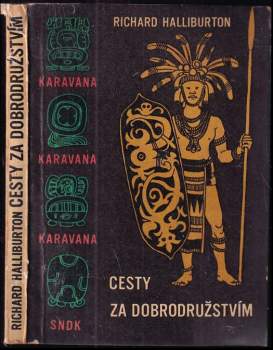 RICHARD HALLIBURTON CESTY ZA DOBRODRUŽSTVÍM
RICHARD HALLIBURTON
KARAVANA
KARAVANA
KARAVANA
SNDK
CESTY
ZA DOBRODRUŽSTVÍM